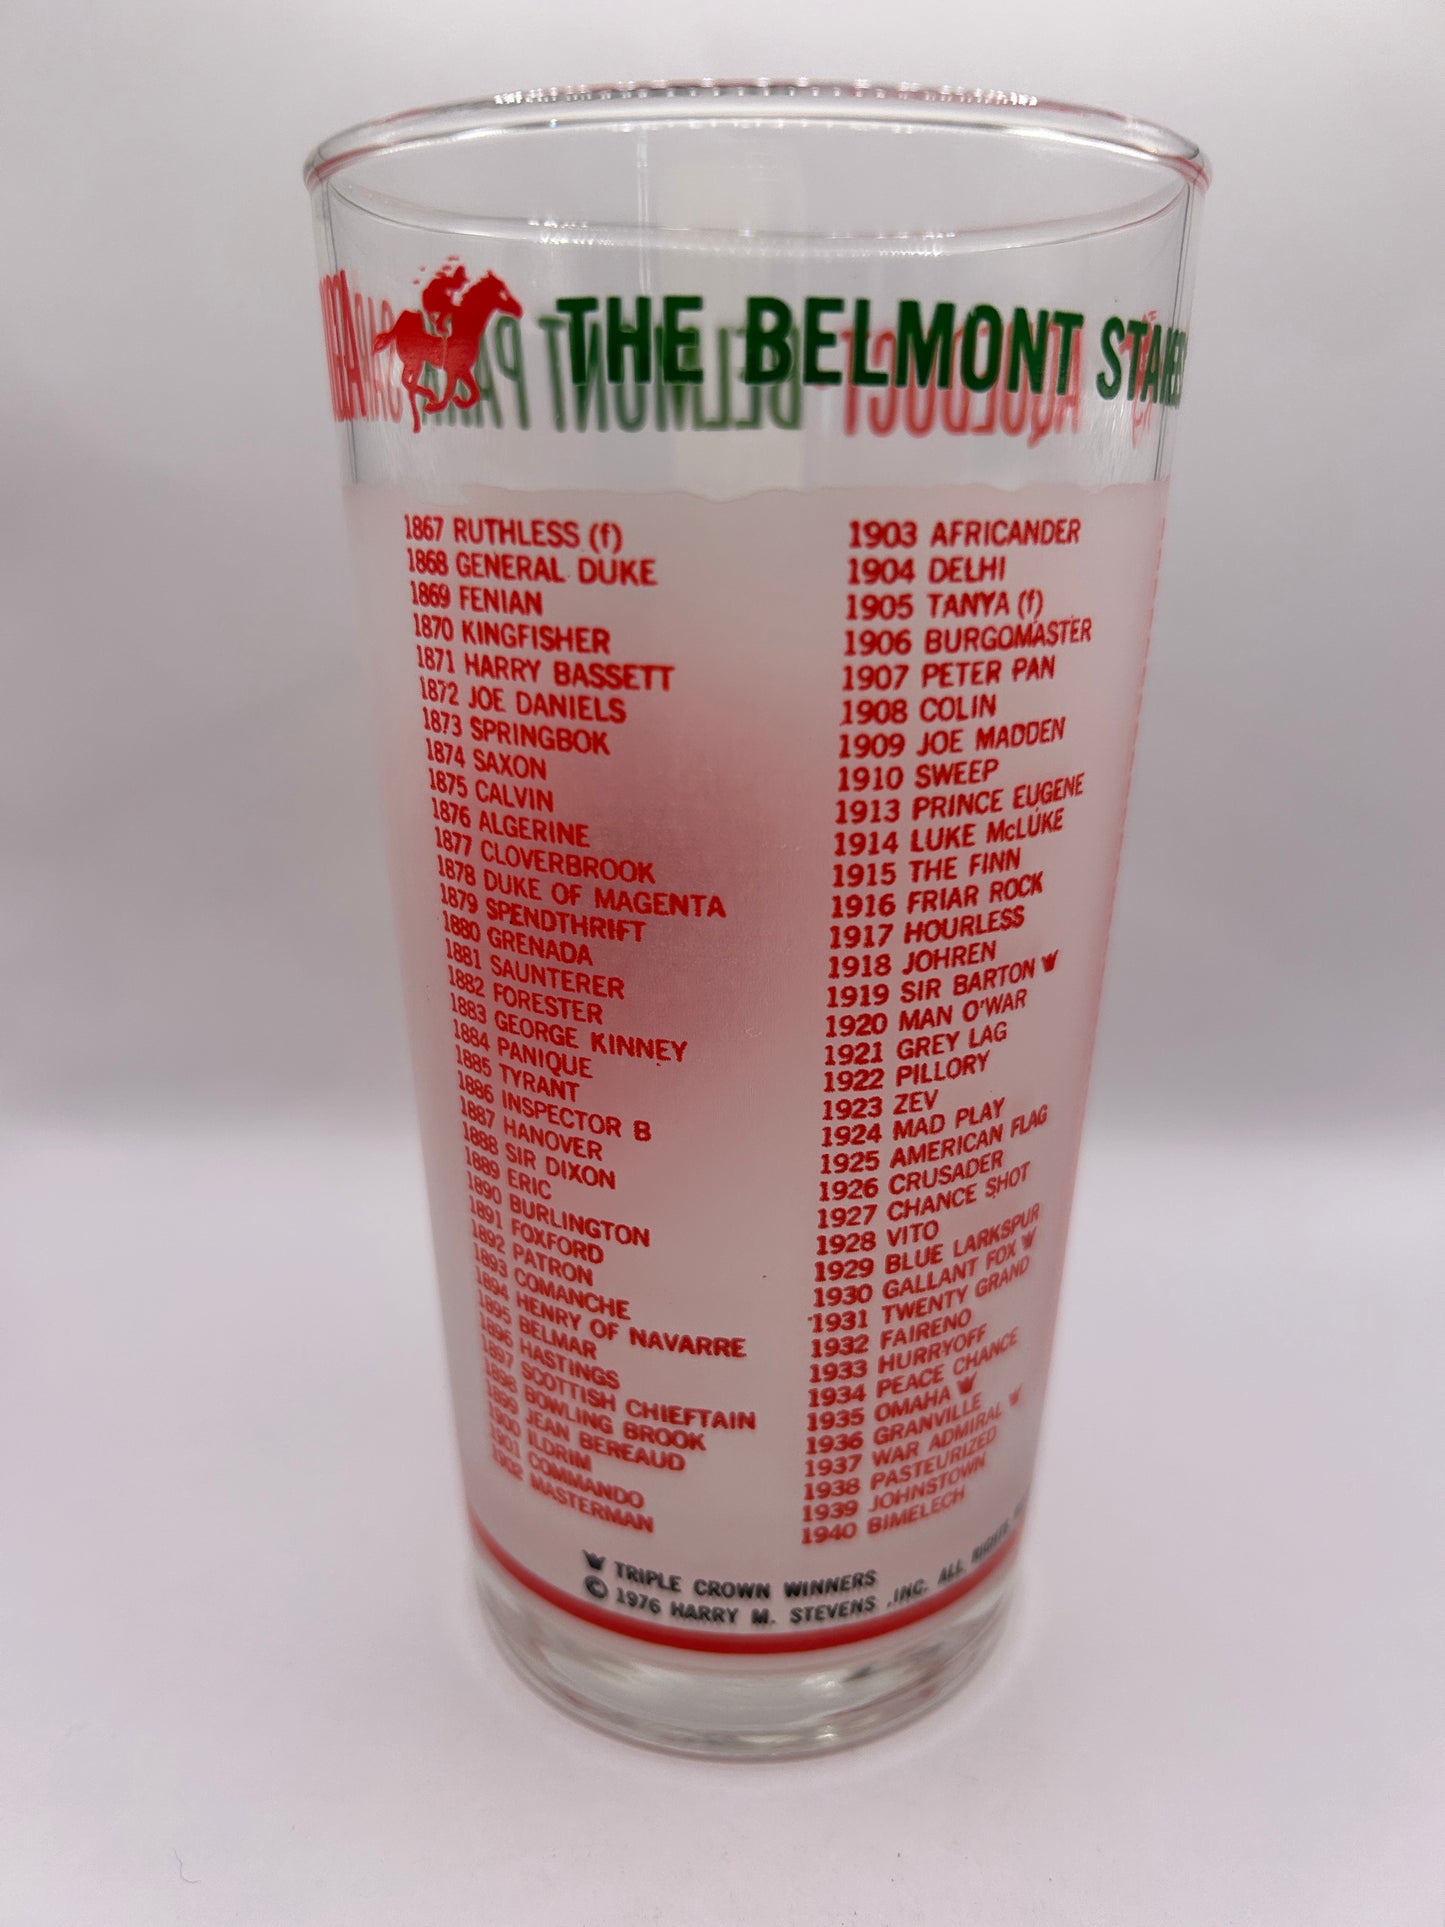 THE BELMONT STAKES
1867 RUTHLESS (f)
1868 GENERAL DUKE
1869 FENIAN
1870 KINGFISHER
1871 HARRY BASSETT
1872 JOE DANIELS
1873 SPRINGBOK
1874 SAXON
1875 CALVIN
1876 ALGERINE
1877 CLOVERBROOK
1878 DUKE OF MAGENTA
1879 SPENDTHRIFT
1880 GRENADA
1881 SAUNTERER
1882 FORESTER
1883 GEORGE KINNEY
1884 PANIQUE
1885 TYRANT
1886 INSPECTOR B
1887 HANOVER
1888 SIR DIXON
1889 ERIC
1890 BURLINGTON
1891 FOXFORD
1892 PATRON
1893 COMANCHE
1894 HENRY OF NAVARRE
1895 BELMAR
1896 HASTINGS
1897 SCOTTISH CHIEFTAIN
1898 BOWLING BROOK
1899 JEAN BEREAUD
1900 ILDRIM
1901 COMMANDO
1902 MASTERMAN
1903 AFRICANDER
1904 DELHI
1905 TANYA (f)
1906 BURGOMASTER
1907 PETER PAN
1908 COLIN
1909 JOE MADDEN
1910 SWEEP
1913 PRINCE EUGENE
1914 LUKE McLUKE
1915 THE FINN
1916 FRIAR ROCK
1917 HOURLESS
1918 JOHREN
1919 SIR BARTON
1920 MAN O'WAR
1921 GREY LAG
1922 PILLORY
1923 ZEV
1924 MAD PLAY
1925 AMERICAN FLAG
1926 CRUSADER
1927 CHANCE SHOT
1928 VITO
1929 BLUE LARKSPUR
1930 GALLANT FOX
1931 TWENTY GRAND
1932 FAIRENO
1933 HURRYOFF
1934 PEACE CHANCE
1935 OMAHA
1936 GRANVILLE
1937 WAR ADMIRAL
1938 PASTEURIZED
1939 JOHNSTOWN
1940 BIMELECH
TRIPLE CROWN WINNERS
© 1976 HARRY M. STEVENS ,INC. ALL RIGHTS
AQUEDUCT BELMONT PARK SARATOGA